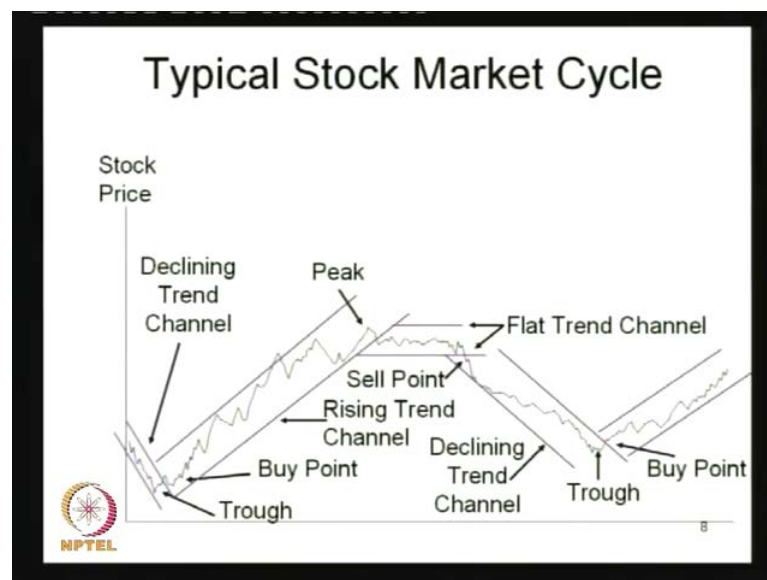 Typical Stock Market Cycle
Stock
Price
Declining
Trend
Channel
Peak
Flat Trend Channel
Sell Point
Rising Trend
Channel
Buy Point
Trough
Declining
Trend
Channel
Trough
Buy Point
8
NPTEL